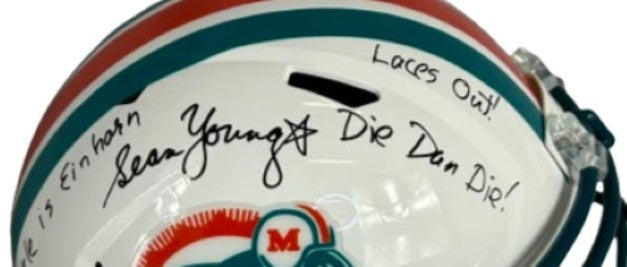 Laces Out!
is Einhorn
Sean Young Die Dan Die!
M